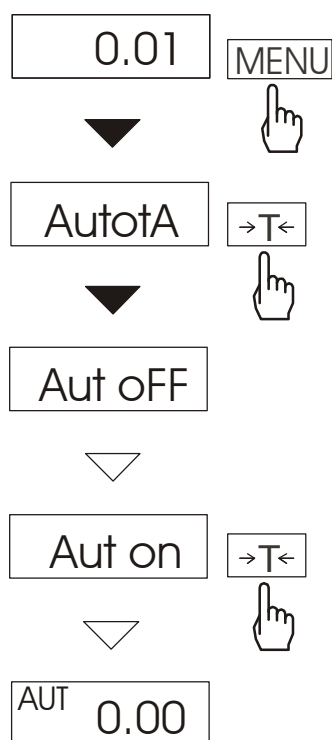 0.01 MENU
AutotA →T←
Aut oFF
Aut on →T←
AUT 0.00